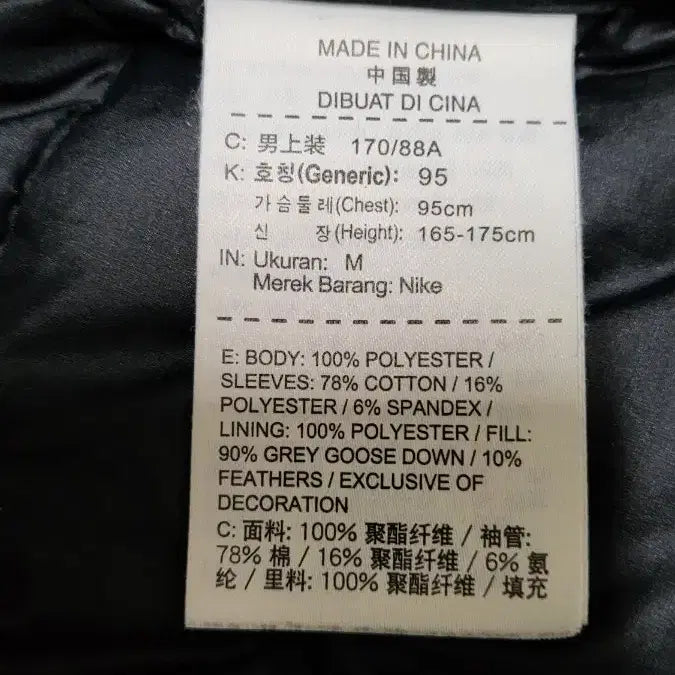 MADE IN CHINA
中国製
DIBUAT DI CINA
C: 男上装 170/88A
K: 호칭(Generic): 95
가슴둘레(Chest): 95cm
신 장(Height): 165-175cm
IN: Ukuran: M
Merek Barang: Nike
E: BODY: 100% POLYESTER /
SLEEVES: 78% COTTON / 16%
POLYESTER / 6% SPANDEX /
LINING: 100% POLYESTER / FILL:
90% GREY GOOSE DOWN / 10%
FEATHERS / EXCLUSIVE OF
DECORATION
C: 面料: 100% 聚酯纤维 / 袖管:
78% 棉 / 16% 聚酯纤维 / 6% 氨
纶 / 里料: 100% 聚酯纤维 / 填充